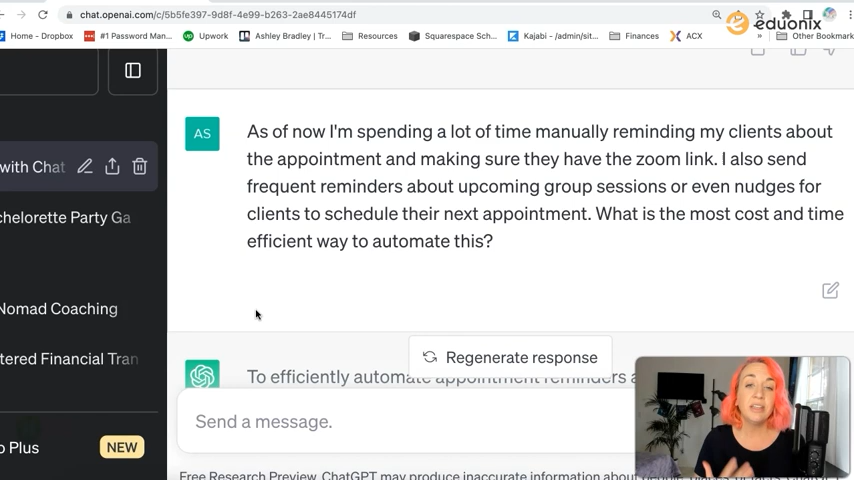 chat.openai.com/c/5b5fe397-9d8f-4e99-b263-2ae8445174df
eduonix
Home - Dropbox
#1 Password Man...
Upwork
Ashley Bradley | Tr...
Resources
Squarespace Sch...
Kajabi - /admin/sit...
Finances
ACX
»
Other Bookmark
with Chat
chelorette Party Ga
Nomad Coaching
tered Financial Tran
o Plus
NEW
AS
As of now I'm spending a lot of time manually reminding my clients about
the appointment and making sure they have the zoom link. I also send
frequent reminders about upcoming group sessions or even nudges for
clients to schedule their next appointment. What is the most cost and time
efficient way to automate this?
Regenerate response
To efficiently automate appointment reminders a
Send a message.
Free Research Preview. ChatGPT may produce inaccurate information about